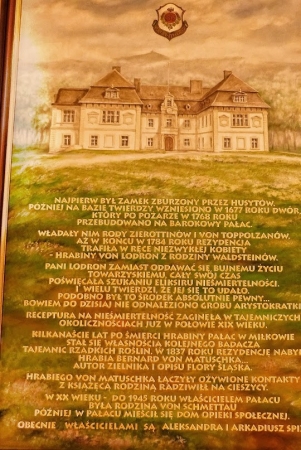 NAJPIERW BYŁ ZAMEK ZBURZONY PRZEZ HUSYTÓW,
PÓŹNIEJ NA BAZIE TWIERDZY WZNIESIONO W 1677 ROKU DWÓR
KTÓRY PO POŻARZE W 1768 ROKU
PRZEBUDOWANO NA BAROKOWY PAŁAC.
WŁADAŁY NIM RODY ZIEROTTINÓW I VON TOPPOLZANÓW,
AŻ W KOŃCU W 1784 ROKU REZYDENCJA
TRAFIŁA W RĘCE NIEZWYKŁEJ KOBIETY
- HRABINY VON LODRON Z RODZINY WALDSTEINÓW.
PANI LODRON ZAMIAST ODDAWAĆ SIĘ BUJNEMU ŻYCIU
TOWARZYSKIEMU, CAŁY SWÓJ CZAS
POŚWIĘCAŁA SZUKANIU ELIKSIRU NIEŚMIERTELNOŚCI.
I WIELU TWIERDZI, ŻE JEJ SIĘ TO UDAŁO.
PODOBNO BYŁ TO ŚRODEK ABSOLUTNIE PEWNY,
BOWIEM DO DZISIAJ NIE ODNALEZIONO GROBU ARYSTOKRATKI
RECEPTURA NA NIEŚMIERTELNOŚĆ ZAGINĘŁA W TAJEMNICZYCH
OKOLICZNOŚCIACH JUŻ W POŁOWIE XIX WIEKU.
KILKANAŚCIE LAT PO ŚMIERCI HRABINY PAŁAC W MIŁKOWIE
STAŁ SIĘ WŁASNOŚCIĄ KOLEJNEGO BADACZA
TAJEMNIC RZADKICH ROŚLIN. W 1837 ROKU REZYDENCJĘ NABY
HRABIA BERNARD VON MATUSCHKA,
AUTOR ZIELNIKA I OPISU FLORY ŚLĄSKA.
HRABIEGO VON MATUSCHKA ŁĄCZYŁY OŻYWIONE KONTAKTY
Z KSIĄŻĘCĄ RODZINĄ RADZIWIŁŁ NA CIESZYCY.
W XX WIEKU - DO 1945 ROKU WŁAŚCICIELEM PAŁACU
BYŁA RODZINA VON SCHMETTAU
PÓŹNIEJ W PAŁACU MIEŚCIŁ SIĘ DOM OPIEKI SPOŁECZNEJ.
OBECNIE WŁAŚCICIELAMI SĄ ALEKSANDRA I ARKADIUSZ